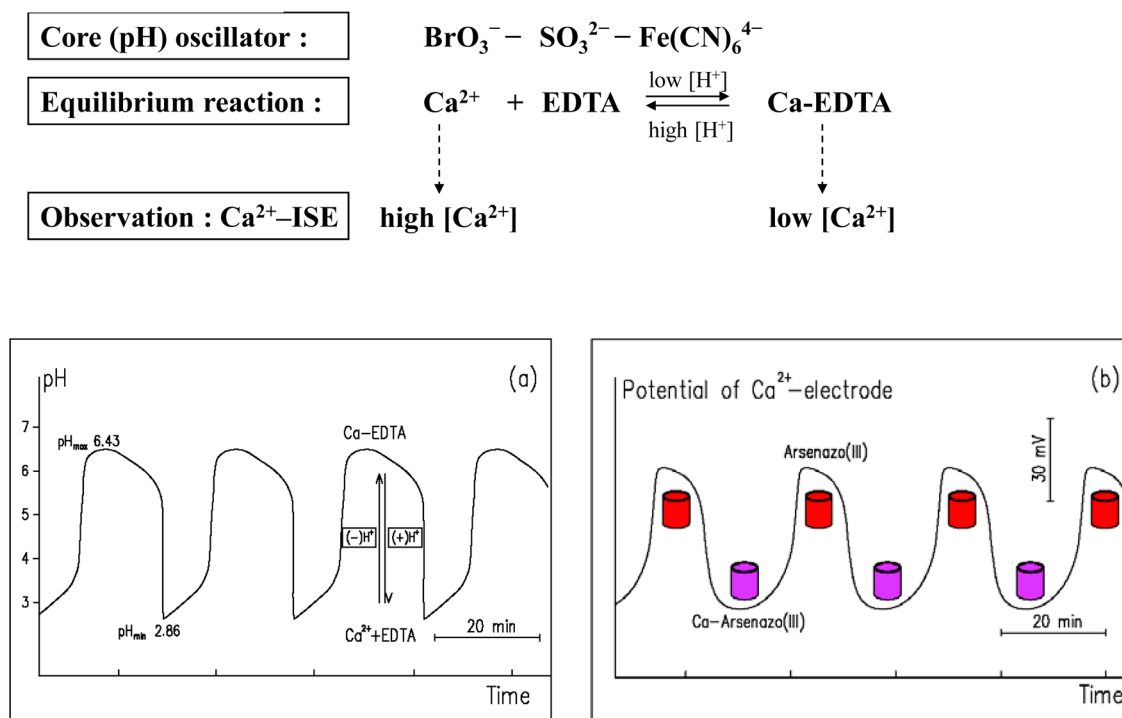 Core (pH) oscillator : BrO₃⁻ – SO₃²⁻ – Fe(CN)₆⁴⁻
low [H⁺]
Equilibrium reaction : Ca²⁺ + EDTA Ca-EDTA
high [H⁺]
Observation : Ca²⁺–ISE high [Ca²⁺] low [Ca²⁺]
pH
(a)
7
pHmax 6.43
Ca–EDTA
6
5
(–)H⁺ (+)H⁺
4
3
pHmin 2.86
Ca²⁺+EDTA
20 min
Time
(b)
Potential of Ca²⁺–electrode
30 mV
Arsenazo(III)
Ca–Arsenazo(III)
20 min
Time